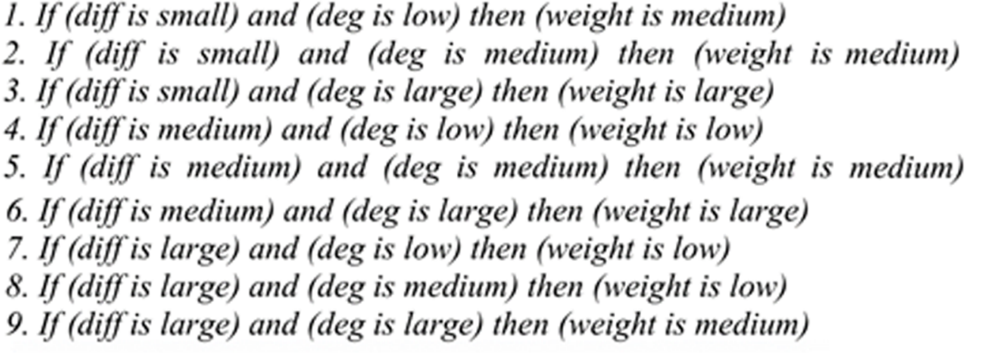 1. If (diff is small) and (deg is low) then (weight is medium)
2. If (diff is small) and (deg is medium) then (weight is medium)
3. If (diff is small) and (deg is large) then (weight is large)
4. If (diff is medium) and (deg is low) then (weight is low)
5. If (diff is medium) and (deg is medium) then (weight is medium)
6. If (diff is medium) and (deg is large) then (weight is large)
7. If (diff is large) and (deg is low) then (weight is low)
8. If (diff is large) and (deg is medium) then (weight is low)
9. If (diff is large) and (deg is large) then (weight is medium)